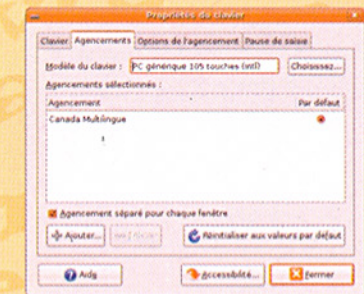 Propriétés du clavier
Clavier Agencements Options de l'agencement Pause de saisie
Modèle du clavier : PC générique 105 touches (intl) Choisissez...
Agencements sélectionnés :
Agencement Par défaut
Canada Multilingue
Agencement séparé pour chaque fenêtre
Ajouter... Réinitialiser aux valeurs par défaut
Aide Accessibilité... Fermer